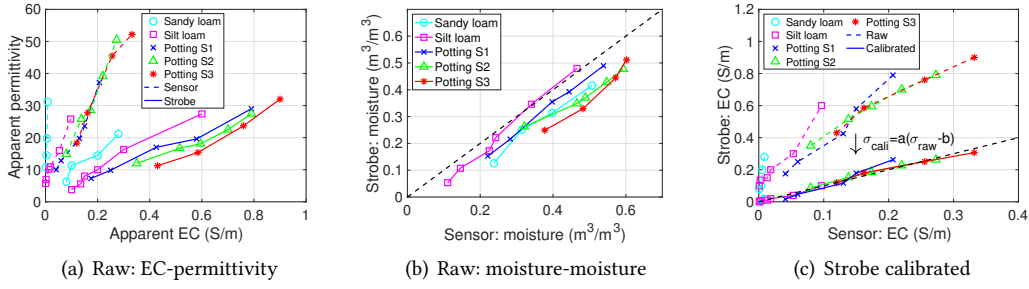 Apparent permittivity
60
50
40
30
20
10
0
0
0.2
0.4
0.6
0.8
1
Apparent EC (S/m)
Sandy loam
Silt loam
Potting S1
Potting S2
Potting S3
Sensor
Strobe
(a) Raw: EC-permittivity
Strobe: moisture (m³/m³)
0.7
0.6
0.5
0.4
0.3
0.2
0.1
0
0
0.2
0.4
0.6
Sensor: moisture (m³/m³)
Sandy loam
Silt loam
Potting S1
Potting S2
Potting S3
(b) Raw: moisture-moisture
Strobe: EC (S/m)
1.2
1.0
0.8
0.6
0.4
0.2
0
0
0.1
0.2
0.3
0.4
Sensor: EC (S/m)
Sandy loam
Silt loam
Potting S1
Potting S2
Potting S3
Raw
Calibrated
↓ σcali=a(σraw-b)
(c) Strobe calibrated